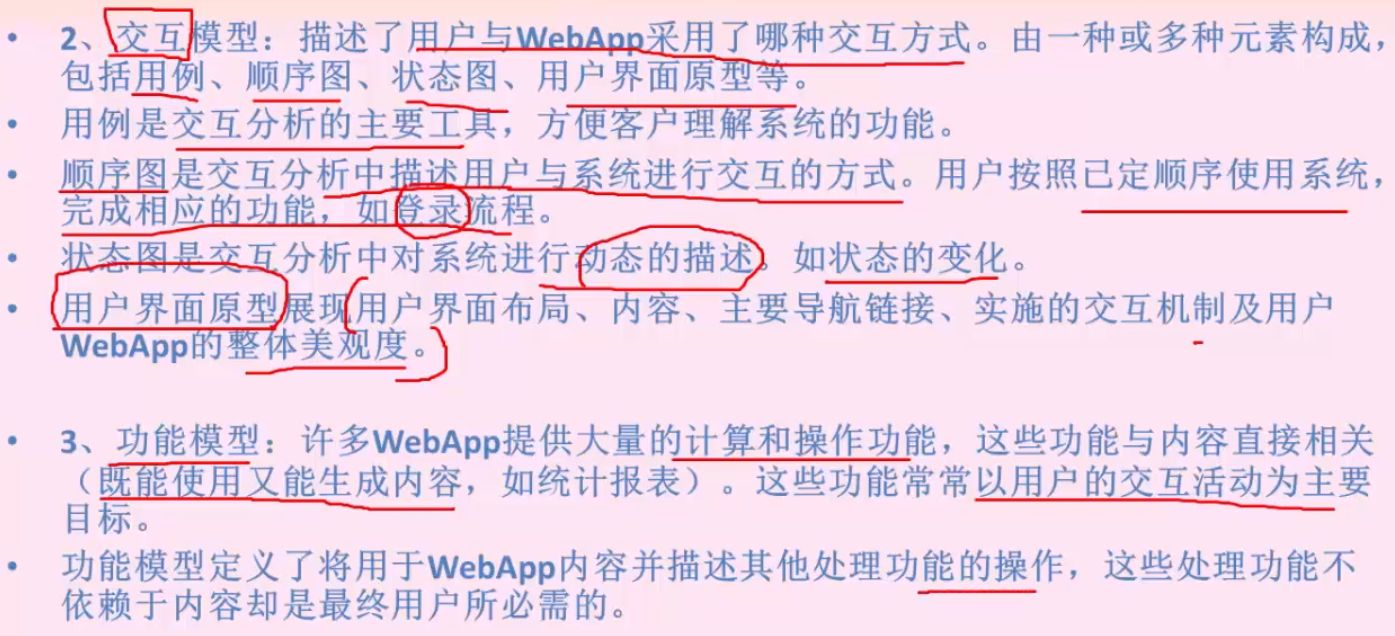 • 2、交互模型：描述了用户与WebApp采用了哪种交互方式。由一种或多种元素构成，
包括用例、顺序图、状态图、用户界面原型等。
• 用例是交互分析的主要工具，方便客户理解系统的功能。
• 顺序图是交互分析中描述用户与系统进行交互的方式。用户按照已定顺序使用系统，
完成相应的功能，如登录流程。
• 状态图是交互分析中对系统进行动态的描述。如状态的变化。
• 用户界面原型展现用户界面布局、内容、主要导航链接、实施的交互机制及用户
WebApp的整体美观度。
• 3、功能模型：许多WebApp提供大量的计算和操作功能，这些功能与内容直接相关
（既能使用又能生成内容，如统计报表）。这些功能常常以用户的交互活动为主要
目标。
• 功能模型定义了将用于WebApp内容并描述其他处理功能的操作，这些处理功能不
依赖于内容却是最终用户所必需的。